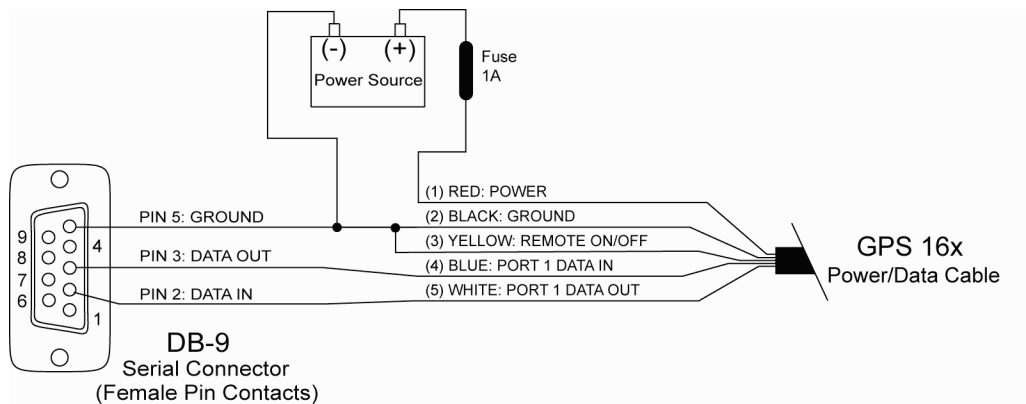 (-) (+)
Power Source
Fuse
1A
(1) RED: POWER
PIN 5: GROUND
(2) BLACK: GROUND
(3) YELLOW: REMOTE ON/OFF
PIN 3: DATA OUT
(4) BLUE: PORT 1 DATA IN
PIN 2: DATA IN
(5) WHITE: PORT 1 DATA OUT
9
8
7
6
4
1
GPS 16x
Power/Data Cable
DB-9
Serial Connector
(Female Pin Contacts)